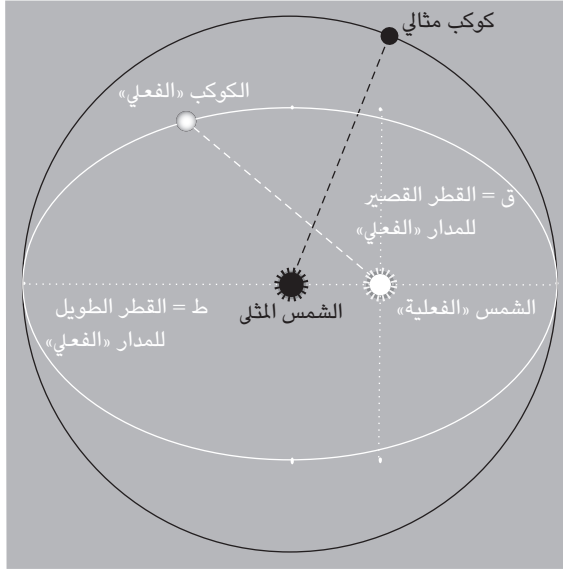 كوكب مثالي
الكوكب «الفعلي»
ق = القطر القصير
للمدار «الفعلي»
الشمس «الفعلية»
الشمس المثلى
ط = القطر الطويل
للمدار «الفعلي»